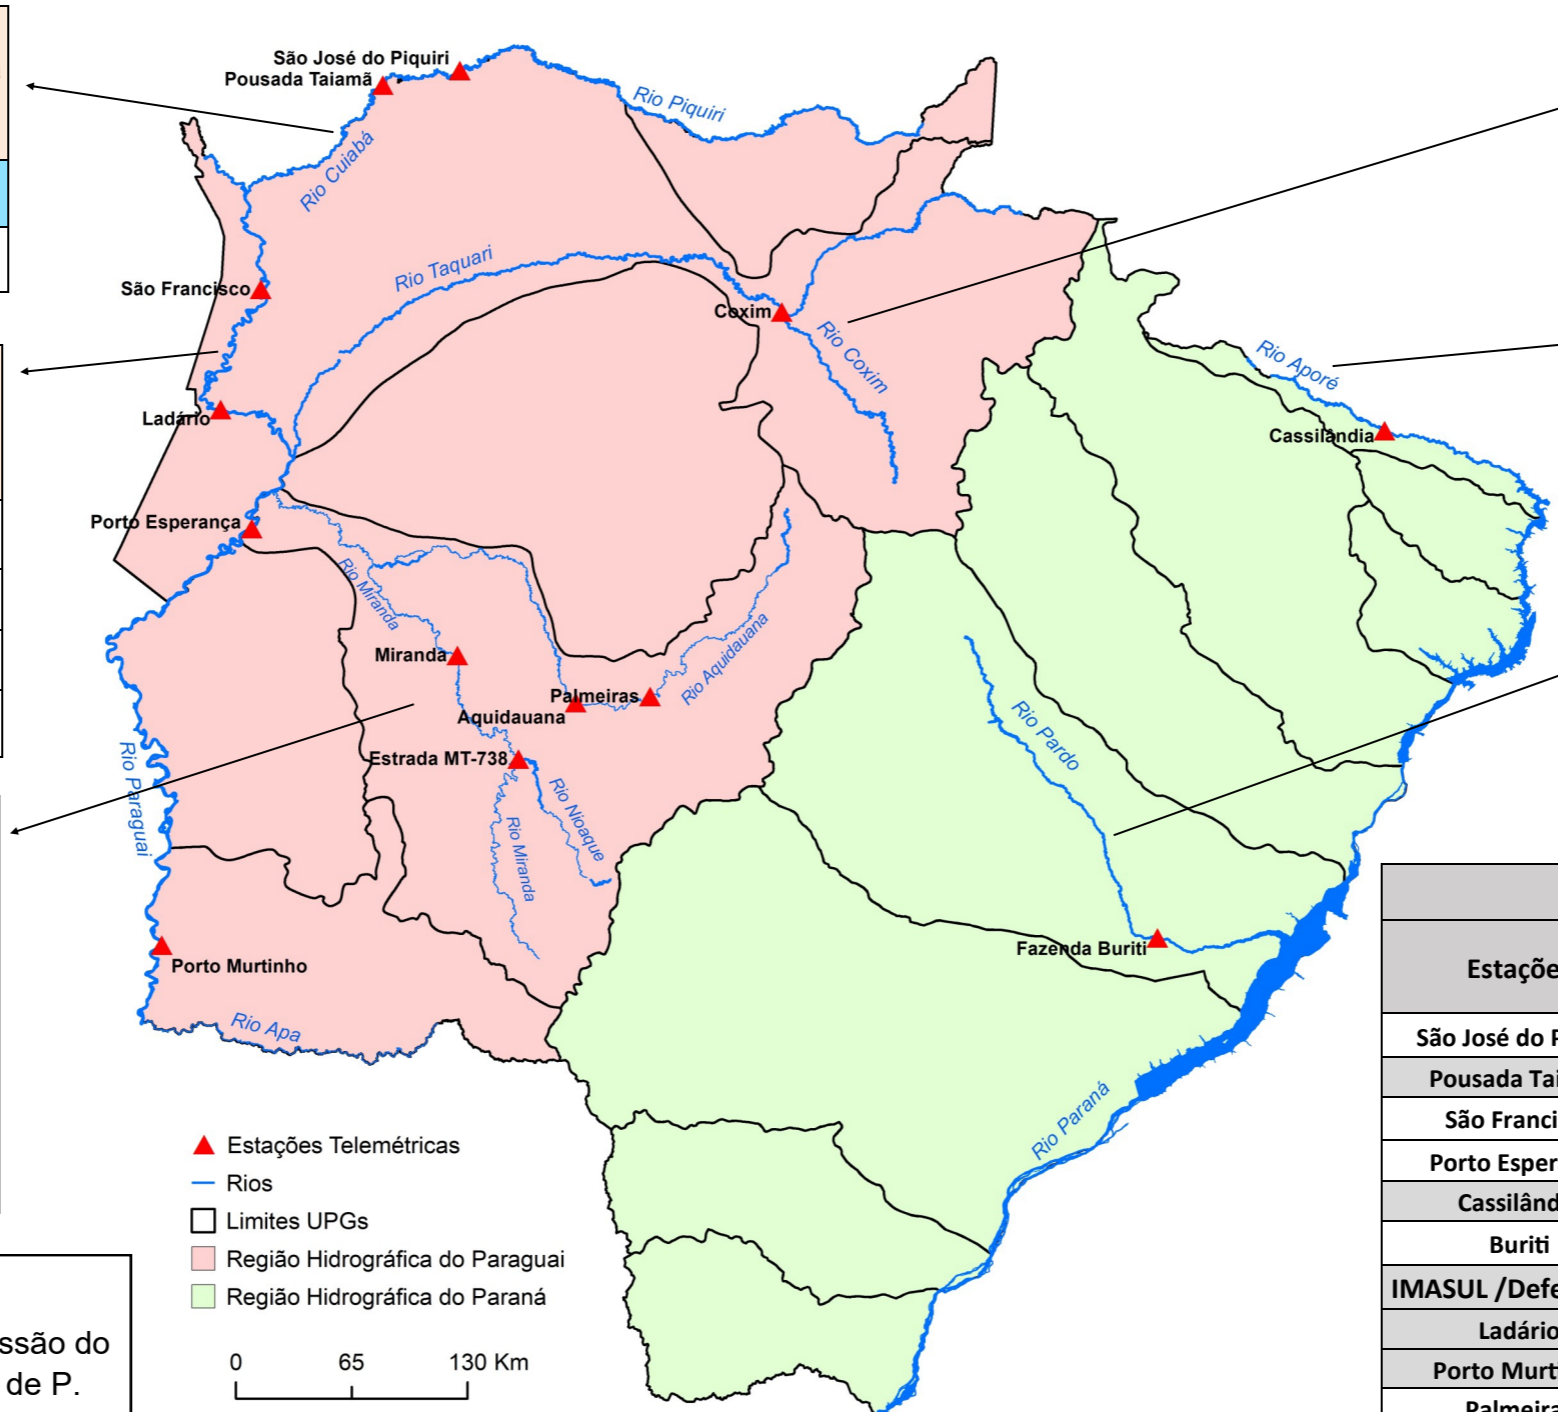 São José do Piquiri
Pousada Taiamã
Rio Piquiri
Rio Cuiabá
Rio Taquari
São Francisco
Coxim
Rio Coxim
Rio Aporé
Ladário
Cassilândia
Porto Esperança
Rio Miranda
Rio Aquidauana
Miranda
Palmeiras
Aquidauana
Rio Pardo
Estrada MT-738
Rio Paraguai
Rio Nioaque
Rio Miranda
Fazenda Buriti
Porto Murtinho
Rio Apa
Rio Paraná
Estações Telemétricas
Rios
Limites UPGs
Região Hidrográfica do Paraguai
Região Hidrográfica do Paraná
0 65 130 Km
ssão do
de P.
Estaçõe
São José do P
Pousada Tai
São Franci
Porto Esper
Cassilând
Buriti
IMASUL /Defe
Ladário
Porto Murt
Palmeira